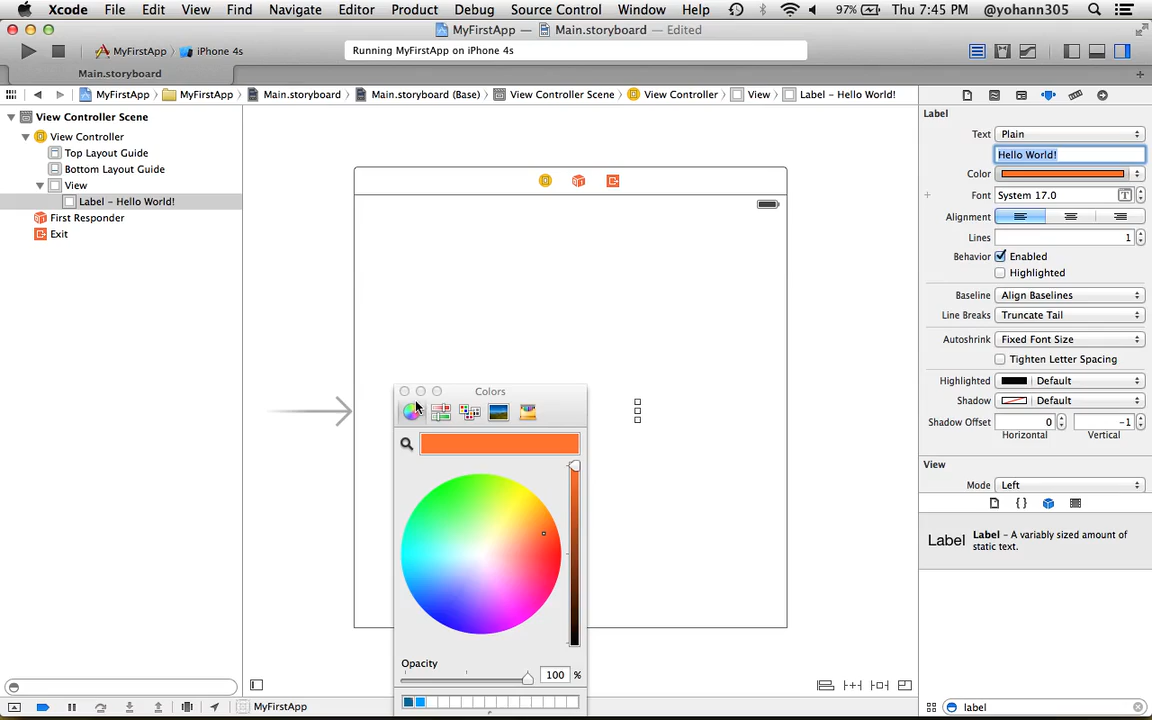 Xcode File Edit View Find Navigate Editor Product Debug Source Control Window Help 97% Thu 7:45 PM @yohann305
MyFirstApp — Main.storyboard — Edited
MyFirstApp iPhone 4s
Running MyFirstApp on iPhone 4s
Main.storyboard
MyFirstApp MyFirstApp Main.storyboard Main.storyboard (Base) View Controller Scene View Controller View Label – Hello World!
View Controller Scene
View Controller
Top Layout Guide
Bottom Layout Guide
View
Label – Hello World!
First Responder
Exit
Colors
Opacity
100 %
Label
Text Plain
Hello World!
Color
Font System 17.0 T
Alignment
Lines 1
Behavior Enabled
Highlighted
Baseline Align Baselines
Line Breaks Truncate Tail
Autoshrink Fixed Font Size
Tighten Letter Spacing
Highlighted Default
Shadow Default
Shadow Offset 0 -1
Horizontal Vertical
View
Mode Left
{ }
Label Label – A variably sized amount of
static text.
MyFirstApp
label